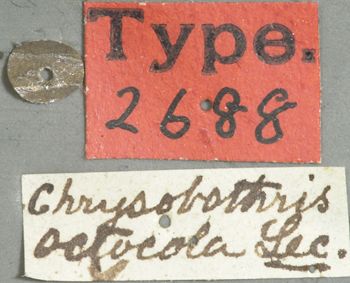 Type.
2688
Chrysobothris
octocola Lec.